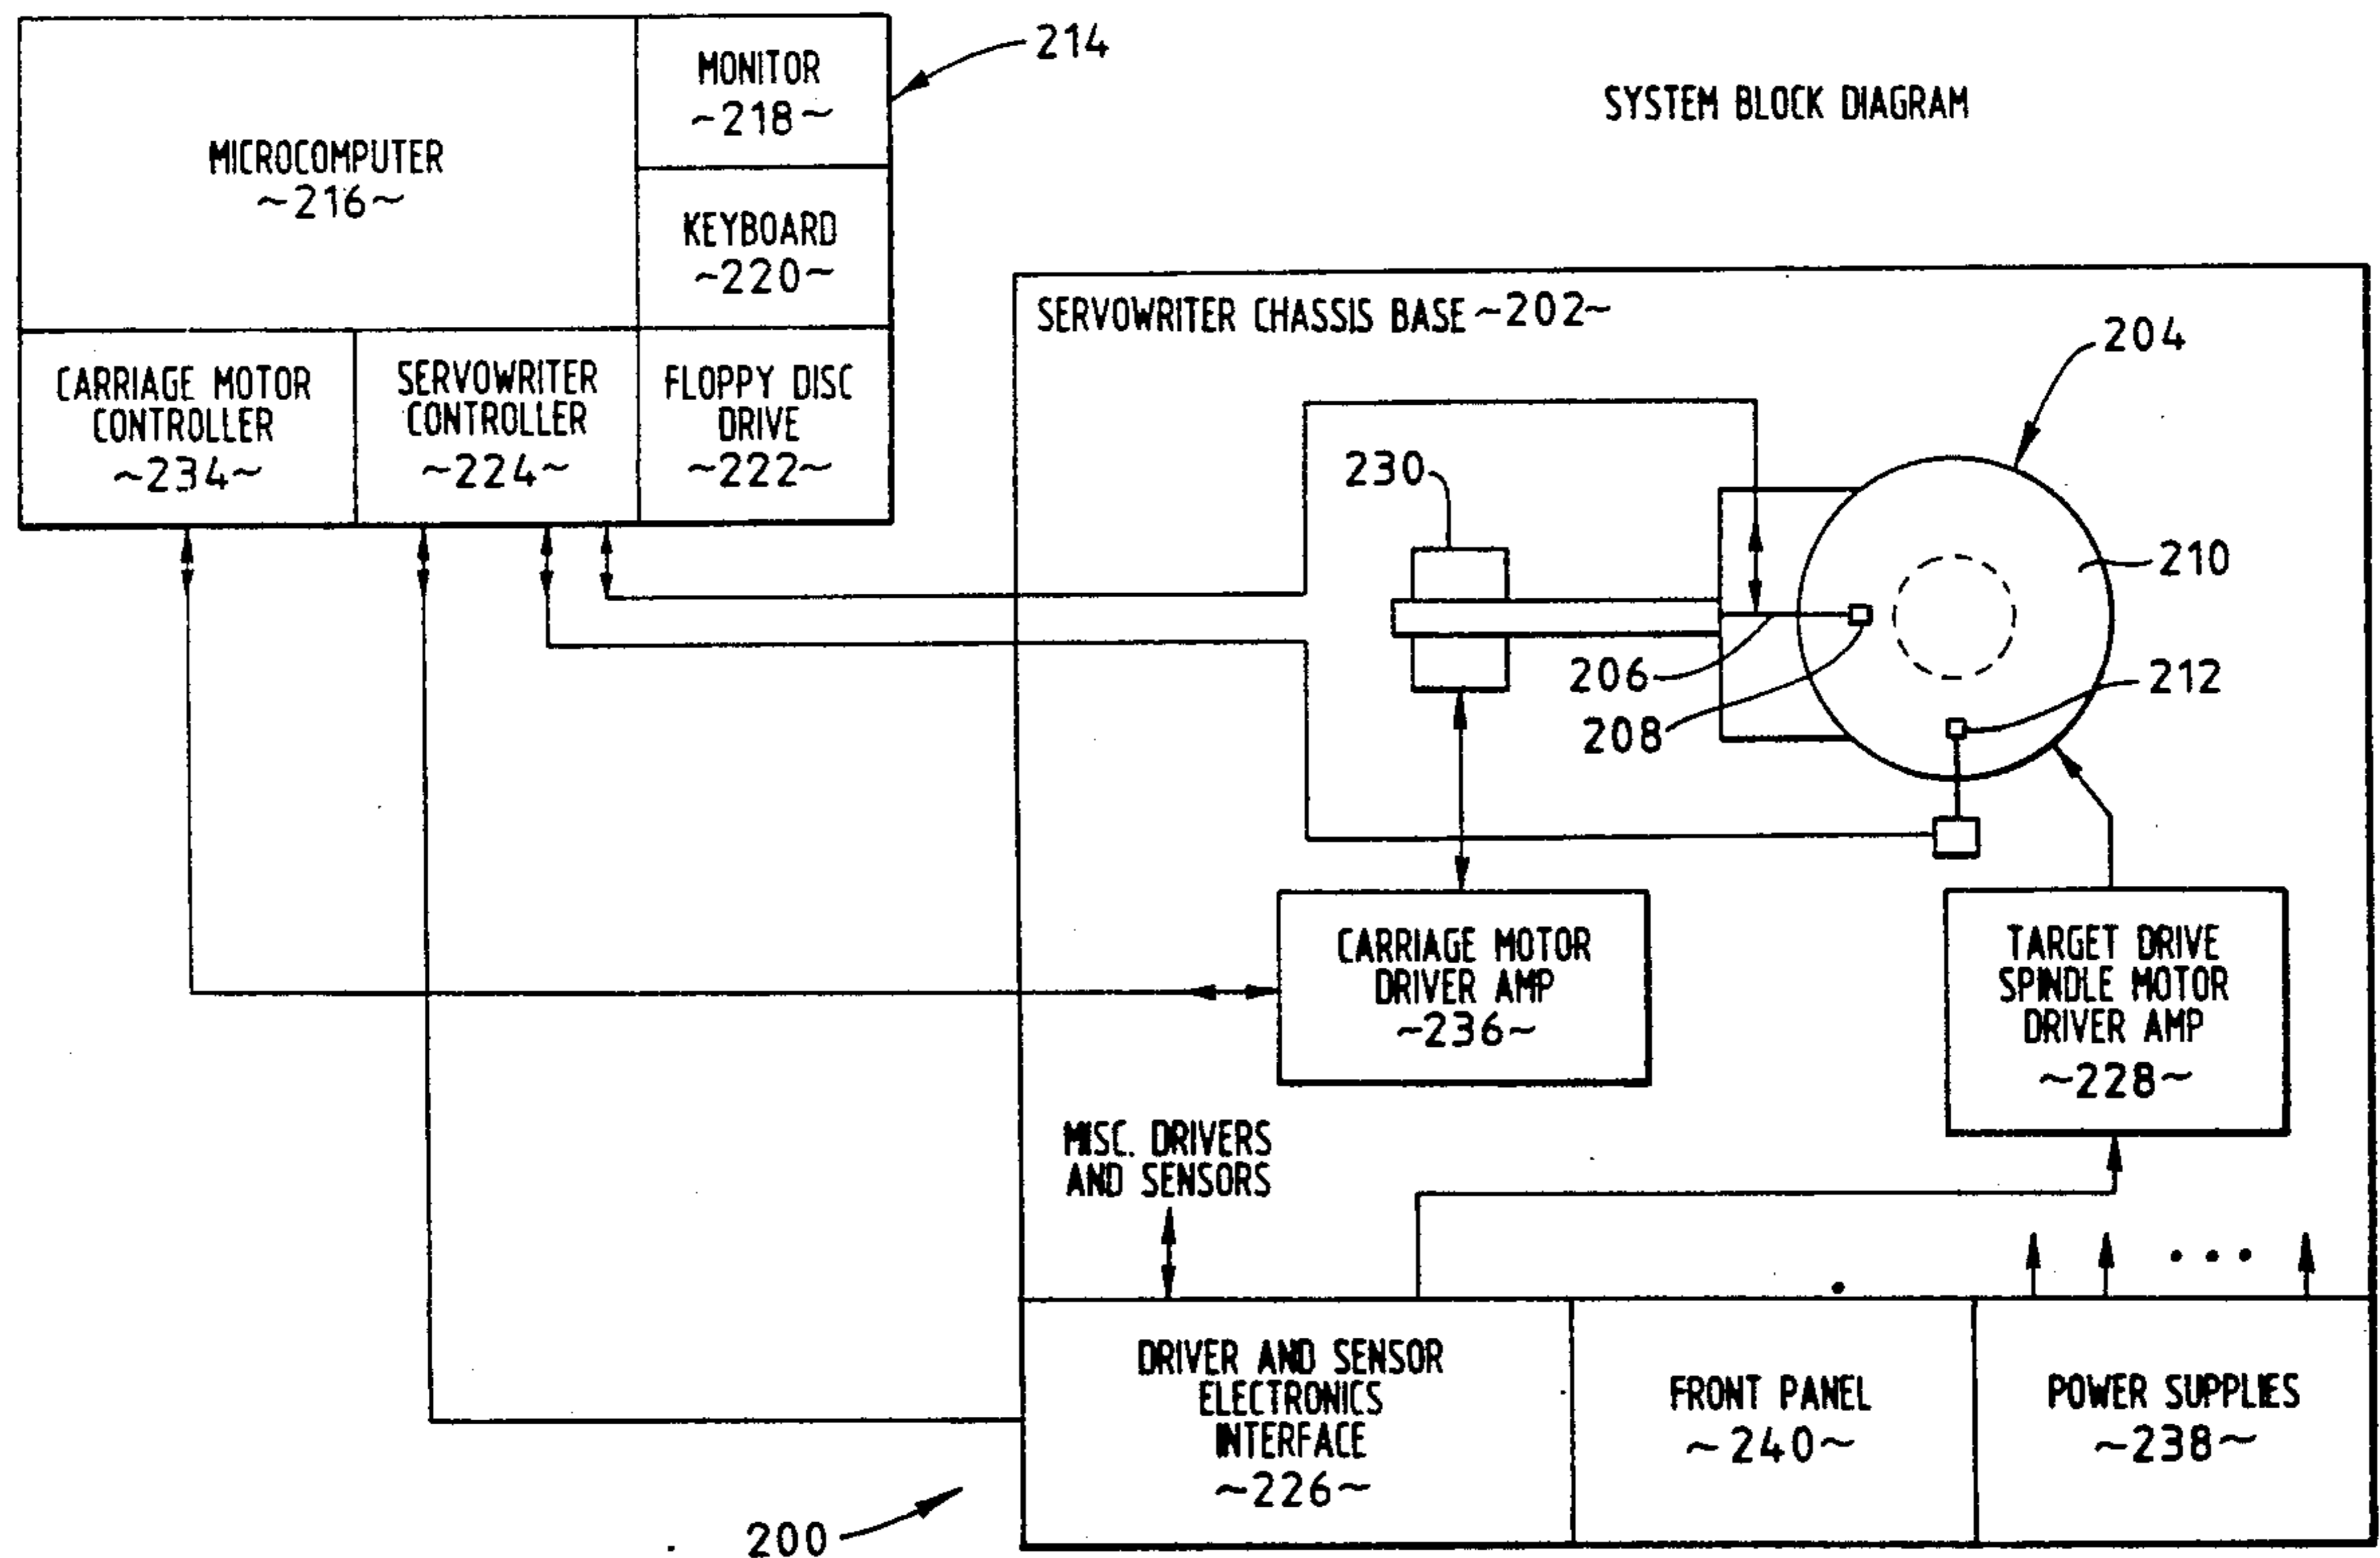 MONITOR
~218~
214
SYSTEM BLOCK DIAGRAM
MICROCOMPUTER
~216~
KEYBOARD
~220~
CARRIAGE MOTOR
CONTROLLER
~234~
SERVOWRITER
CONTROLLER
~224~
FLOPPY DISC
DRIVE
~222~
SERVOWRITER CHASSIS BASE ~202~
204
230
210
206
212
208
CARRIAGE MOTOR
DRIVER AMP
~236~
TARGET DRIVE
SPINDLE MOTOR
DRIVER AMP
~228~
MISC. DRIVERS
AND SENSORS
DRIVER AND SENSOR
ELECTRONICS
INTERFACE
~226~
FRONT PANEL
~240~
POWER SUPPLIES
~238~
200